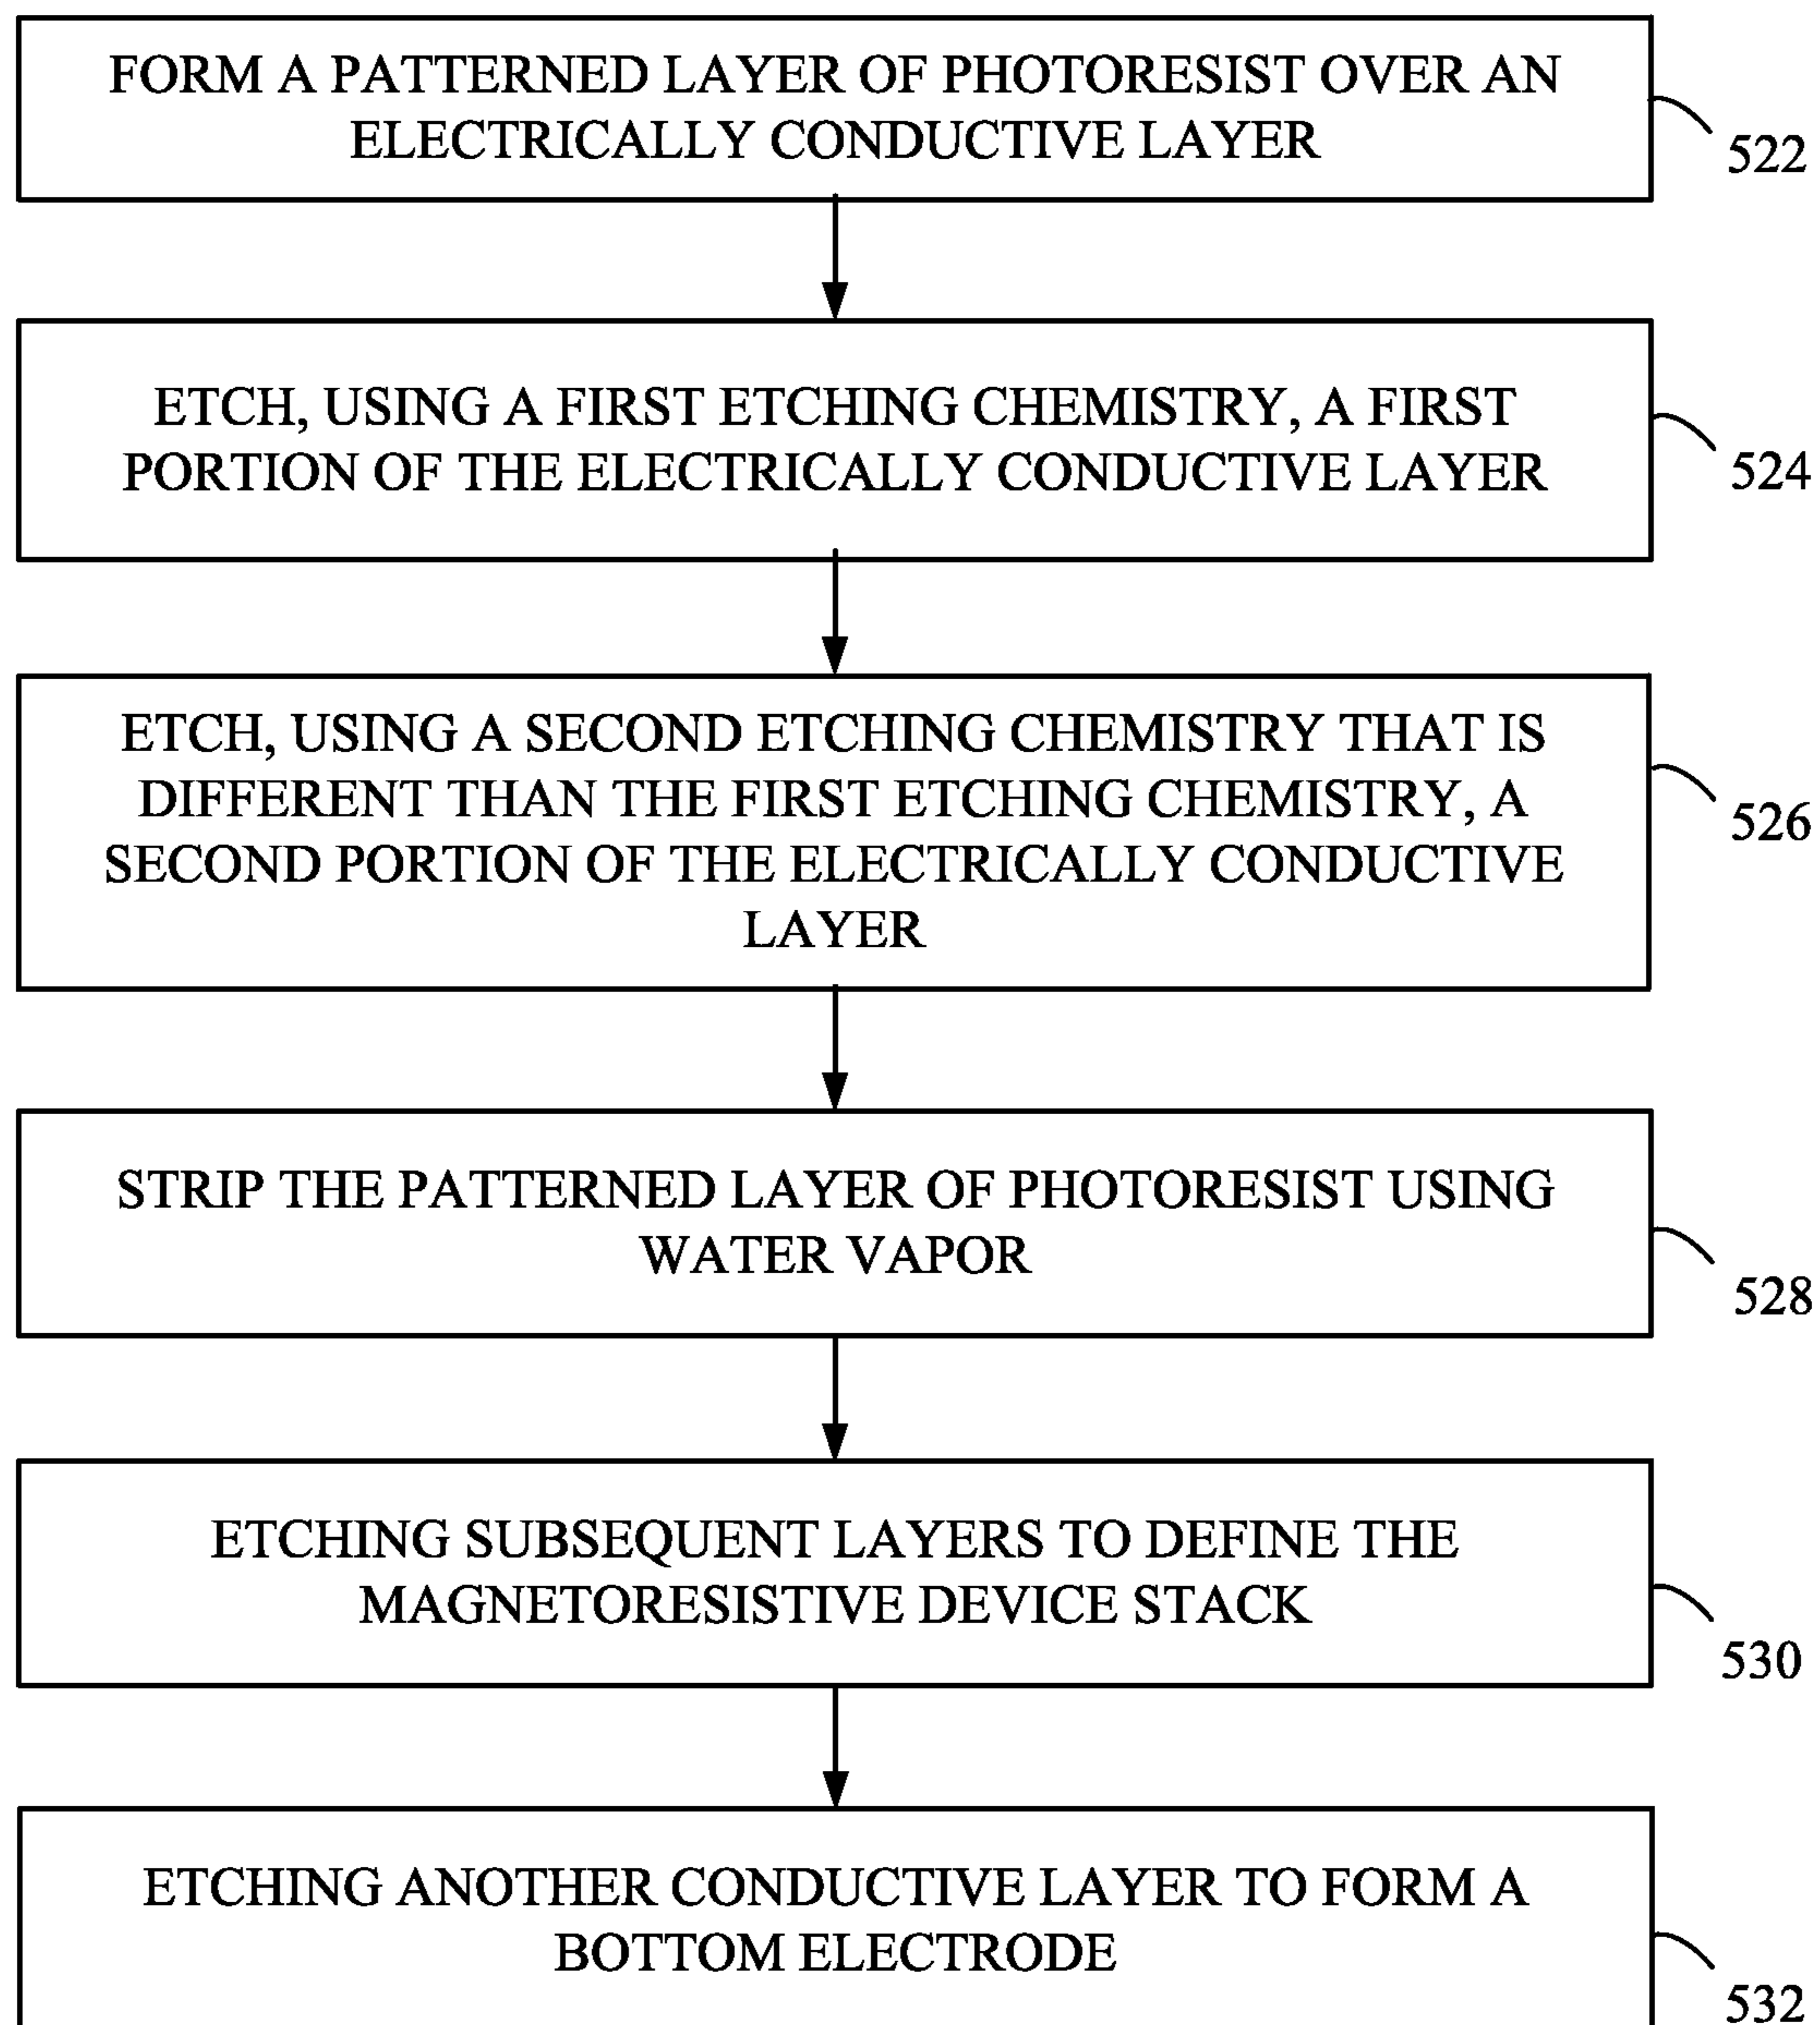 FORM A PATTERNED LAYER OF PHOTORESIST OVER AN
ELECTRICALLY CONDUCTIVE LAYER
522
ETCH, USING A FIRST ETCHING CHEMISTRY, A FIRST
PORTION OF THE ELECTRICALLY CONDUCTIVE LAYER
524
ETCH, USING A SECOND ETCHING CHEMISTRY THAT IS
DIFFERENT THAN THE FIRST ETCHING CHEMISTRY, A
SECOND PORTION OF THE ELECTRICALLY CONDUCTIVE
LAYER
526
STRIP THE PATTERNED LAYER OF PHOTORESIST USING
WATER VAPOR
528
ETCHING SUBSEQUENT LAYERS TO DEFINE THE
MAGNETORESISTIVE DEVICE STACK
530
ETCHING ANOTHER CONDUCTIVE LAYER TO FORM A
BOTTOM ELECTRODE
532